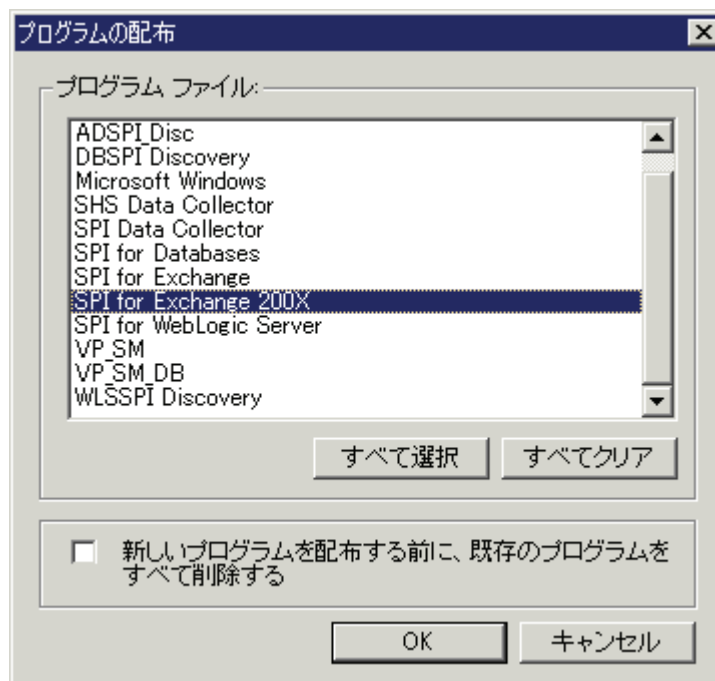 プログラムの配布
プログラム ファイル:
ADSPI_Disc
DBSPI Discovery
Microsoft Windows
SHS Data Collector
SPI Data Collector
SPI for Databases
SPI for Exchange
SPI for Exchange 200X
SPI for WebLogic Server
VP_SM
VP_SM_DB
WLSSPI Discovery
すべて選択 すべてクリア
新しいプログラムを配布する前に、既存のプログラムを
すべて削除する
OK キャンセル